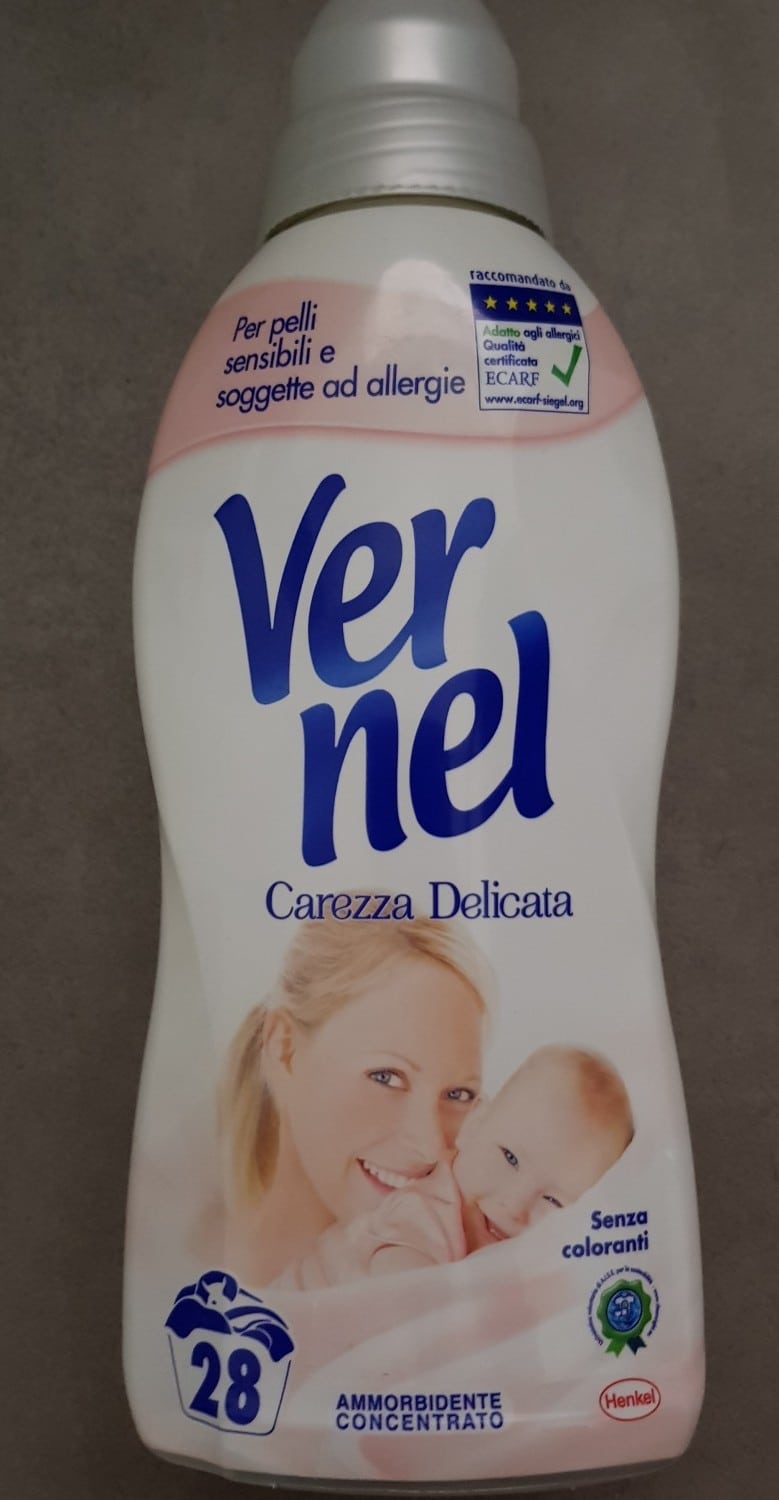 raccomandato da
Per pelli
sensibili e
soggette ad allergie
Adatto agli allergici
Qualità
certificata
ECARF
www.ecarf-siegel.org
Ver
nel
Carezza Delicata
Senza
coloranti
28
AMMORBIDENTE
CONCENTRATO
Henkel